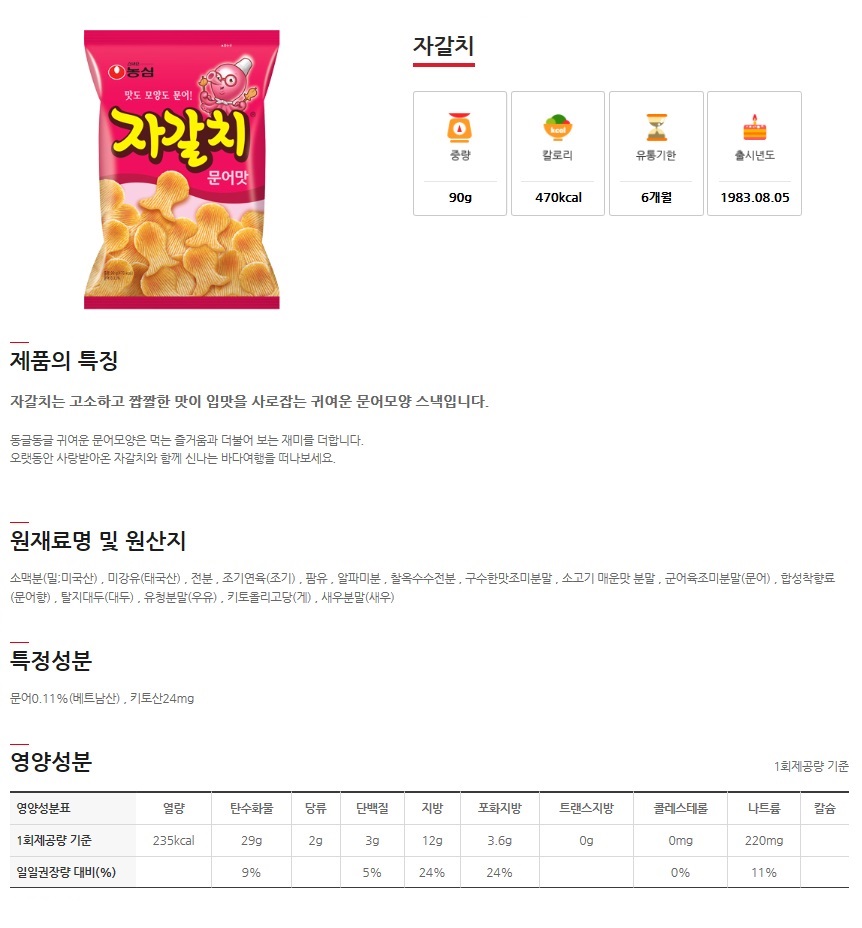 농심
맛도 모양도 문어!
자갈치
문어맛
자갈치
중량
칼로리
유통기한
출시년도
90g
470kcal
6개월
1983.08.05
제품의 특징
자갈치는 고소하고 짭짤한 맛이 입맛을 사로잡는 귀여운 문어모양 스낵입니다.
동글동글 귀여운 문어모양은 먹는 즐거움과 더불어 보는 재미를 더합니다.
오랫동안 사랑받아온 자갈치와 함께 신나는 바다여행을 떠나보세요.
원재료명 및 원산지
소맥분(밀:미국산) , 미강유(태국산) , 전분 , 조기연육(조기) , 팜유 , 알파미분 , 찰옥수수전분 , 구수한맛조미분말 , 소고기 매운맛 분말 , 군어육조미분말(문어) , 합성착향료
(문어향) , 탈지대두(대두) , 유청분말(우유) , 키토올리고당(게) , 새우분말(새우)
특정성분
문어0.11%(베트남산) , 키토산24mg
영양성분
1회제공량 기준
영양성분표 열량 탄수화물 당류 단백질 지방 포화지방 트랜스지방 콜레스테롤 나트륨 칼슘
1회제공량 기준 235kcal 29g 2g 3g 12g 3.6g 0g 0mg 220mg
일일권장량 대비(%) 9% 5% 24% 24% 0% 11%